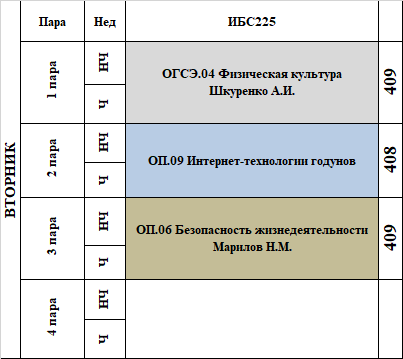 Пара Нед ИБС225
ВТОРНИК
1 пара
НЧ
Ч
ОГСЭ.04 Физическая культура
Шкуренко А.И.
409
2 пара
НЧ
Ч
ОП.09 Интернет-технологии годунов
408
3 пара
НЧ
Ч
ОП.06 Безопасность жизнедеятельности
Марилов Н.М.
409
4 пара
НЧ
Ч